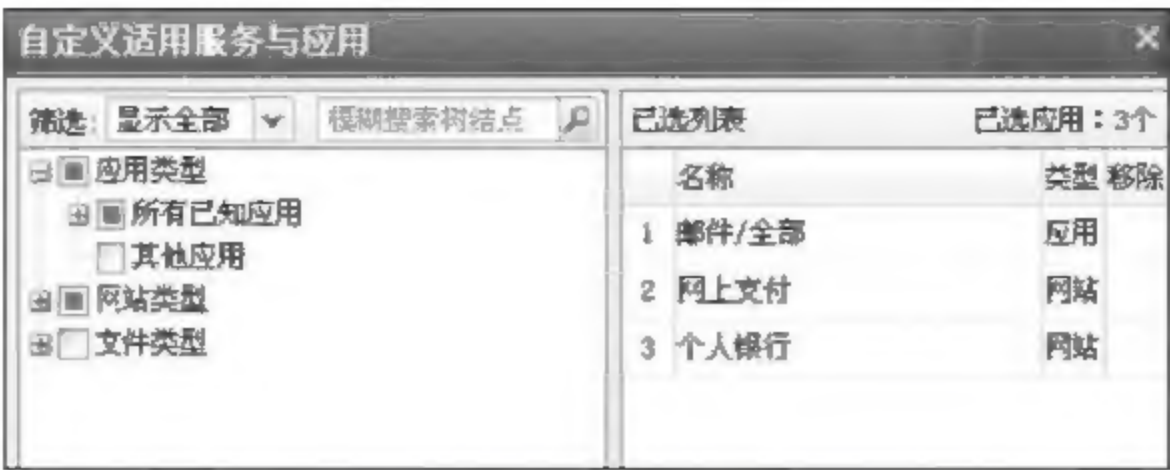 自定义适用服务与应用
筛选: 显示全部 模糊搜索树结点
应用类型
所有已知应用
其他应用
网站类型
文件类型
已选列表 已选应用：3个
名称 类型 移除
1 邮件/全部 应用
2 网上支付 网站
3 个人银行 网站